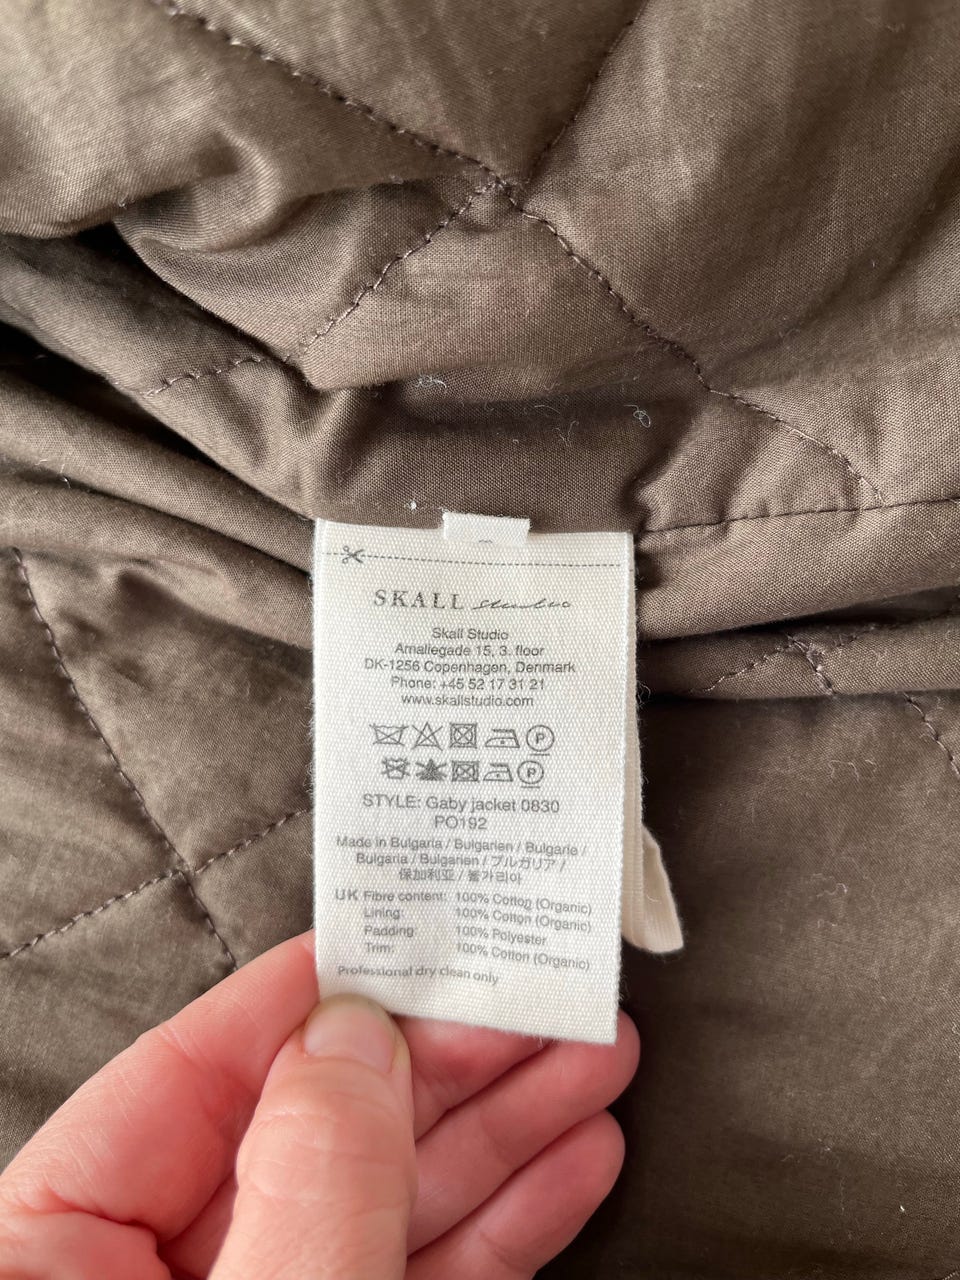 SKALL studio
Skall Studio
Amaliegade 15, 3. floor
DK-1256 Copenhagen, Denmark
Phone: +45 52 17 31 21
www.skallstudio.com
P
P
STYLE: Gaby jacket 0830
PO192
Made in Bulgaria / Bulgarien / Bulgarie /
Bulgaria / Bulgarien / ブルガリア /
保加利亚 / 불가리아
UK Fibre content: 100% Cotton (Organic)
Lining: 100% Cotton (Organic)
Padding: 100% Polyester
Trim: 100% Cotton (Organic)
Professional dry clean only